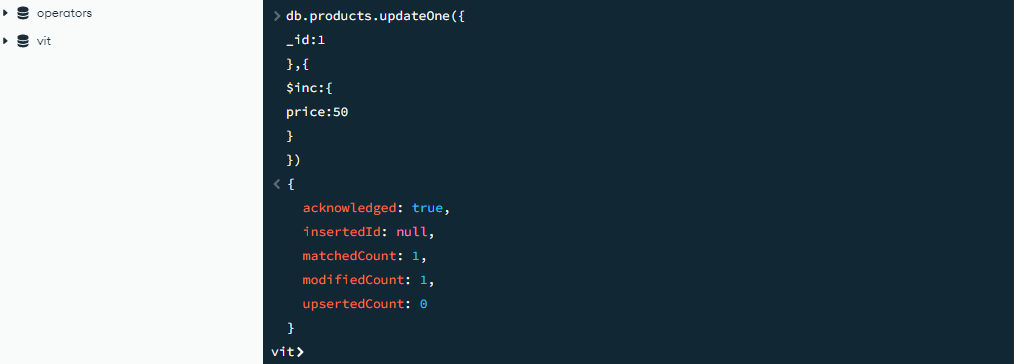 operators
vit
db.products.updateOne({
_id:1
},{
$inc:{
price:50
}
})
{
acknowledged: true,
insertedId: null,
matchedCount: 1,
modifiedCount: 1,
upsertedCount: 0
}
vit>